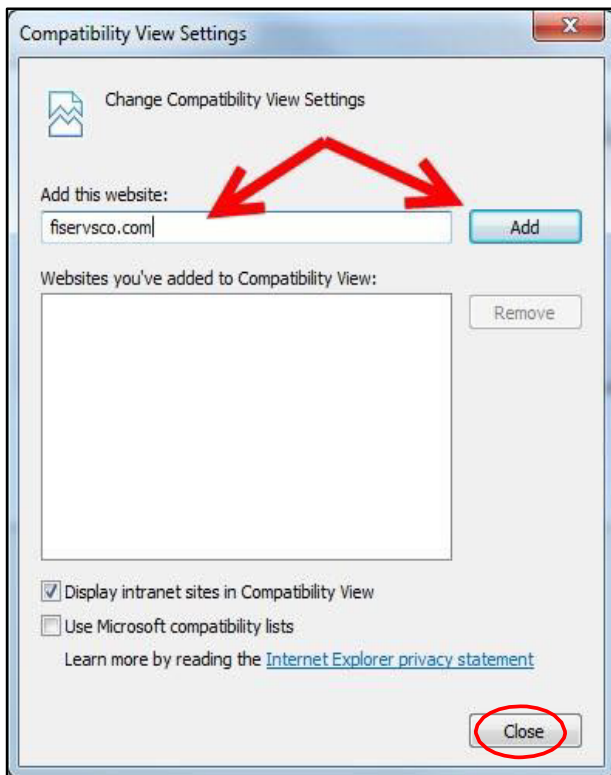 Compatibility View Settings
Change Compatibility View Settings
Add this website:
fiservsco.com
Add
Websites you've added to Compatibility View:
Remove
Display intranet sites in Compatibility View
Use Microsoft compatibility lists
Learn more by reading the Internet Explorer privacy statement
Close